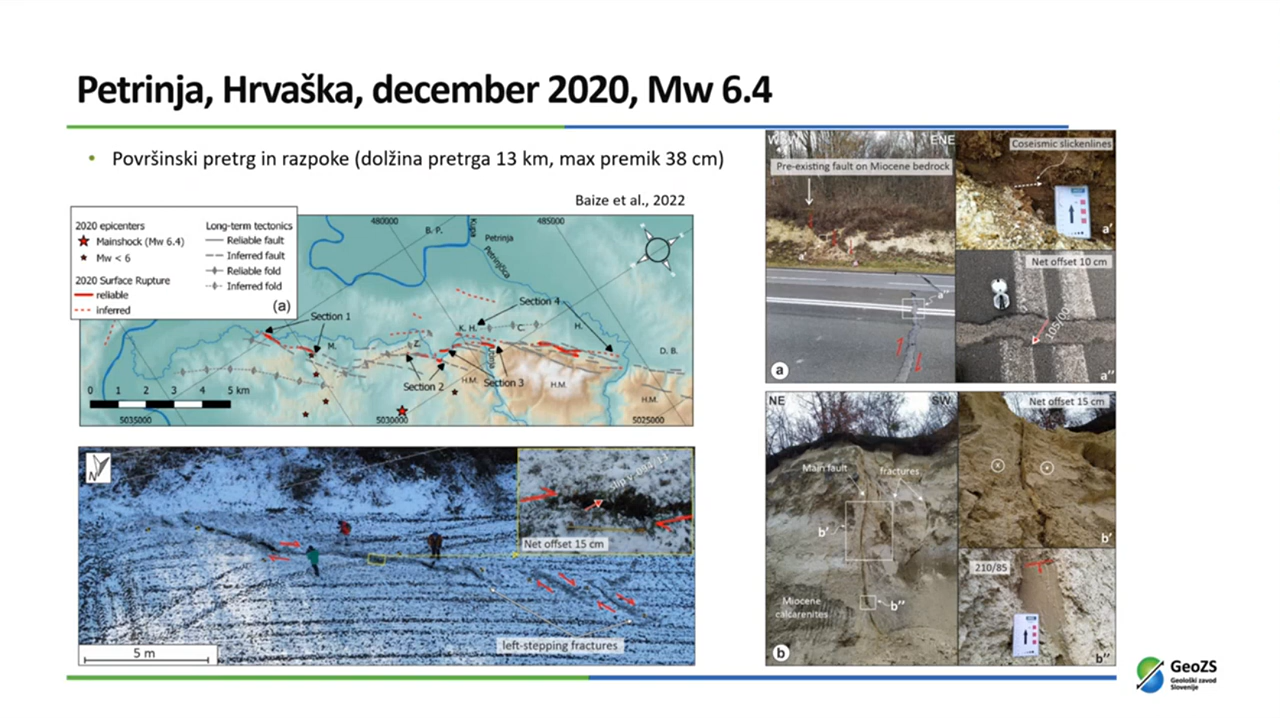 Petrinja, Hrvaška, december 2020, Mw 6.4
• Površinski pretrg in razpoke (dolžina pretrga 13 km, max premik 38 cm)
Baize et al., 2022
2020 epicenters
Mainshock (Mw 6.4)
Mw < 6
2020 Surface Rupture
reliable
inferred
Long-term tectonics
Reliable fault
Inferred fault
Reliable fold
Inferred fold
(a)
480000
485000
B. P.
Kupa
Petrinja
Petrinjčica
Section 1
Section 4
M.
Z.
K. H.
C.
H.
D. B.
Section 2
Section 3
H.M.
H.M.
H.M.
0 1 2 3 4 5 km
5035000
5030000
5025000
N
Net offset 15 cm
left-stepping fractures
5 m
ENE
Pre-existing fault on Miocene bedrock
a''
a
Coseismic slickenlines
a'
Net offset 10 cm
105/00
a''
NE
SW
Main fault
fractures
b'
b''
Miocene
calcarenites
b
Net offset 15 cm
b'
210/85
b''
GeoZS
Geološki zavod
Slovenije